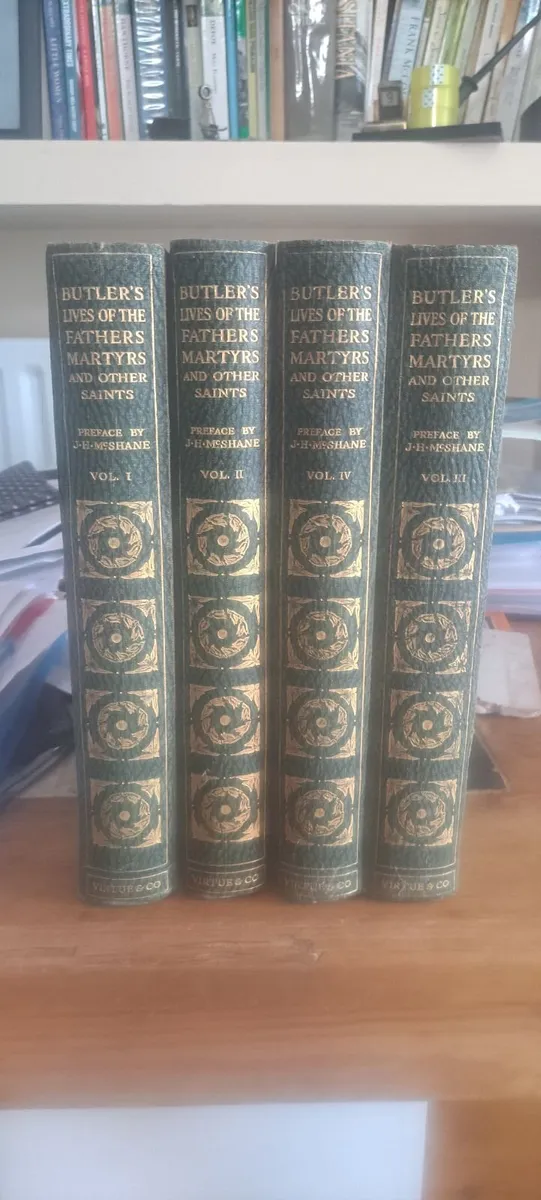 LITTLE WOMEN
BUTLER'S
LIVES OF THE
FATHERS
MARTYRS
AND OTHER
SAINTS
PREFACE BY
J·H·McSHANE
VOL. I
VIRTUE & CO
BUTLER'S
LIVES OF THE
FATHERS
MARTYRS
AND OTHER
SAINTS
PREFACE BY
J·H·McSHANE
VOL. II
VIRTUE & CO
BUTLER'S
LIVES OF THE
FATHERS
MARTYRS
AND OTHER
SAINTS
PREFACE BY
J·H·McSHANE
VOL. IV
VIRTUE & CO
BUTLER'S
LIVES OF THE
FATHERS
MARTYRS
AND OTHER
SAINTS
PREFACE BY
J·H·McSHANE
VOL. III
VIRTUE & CO